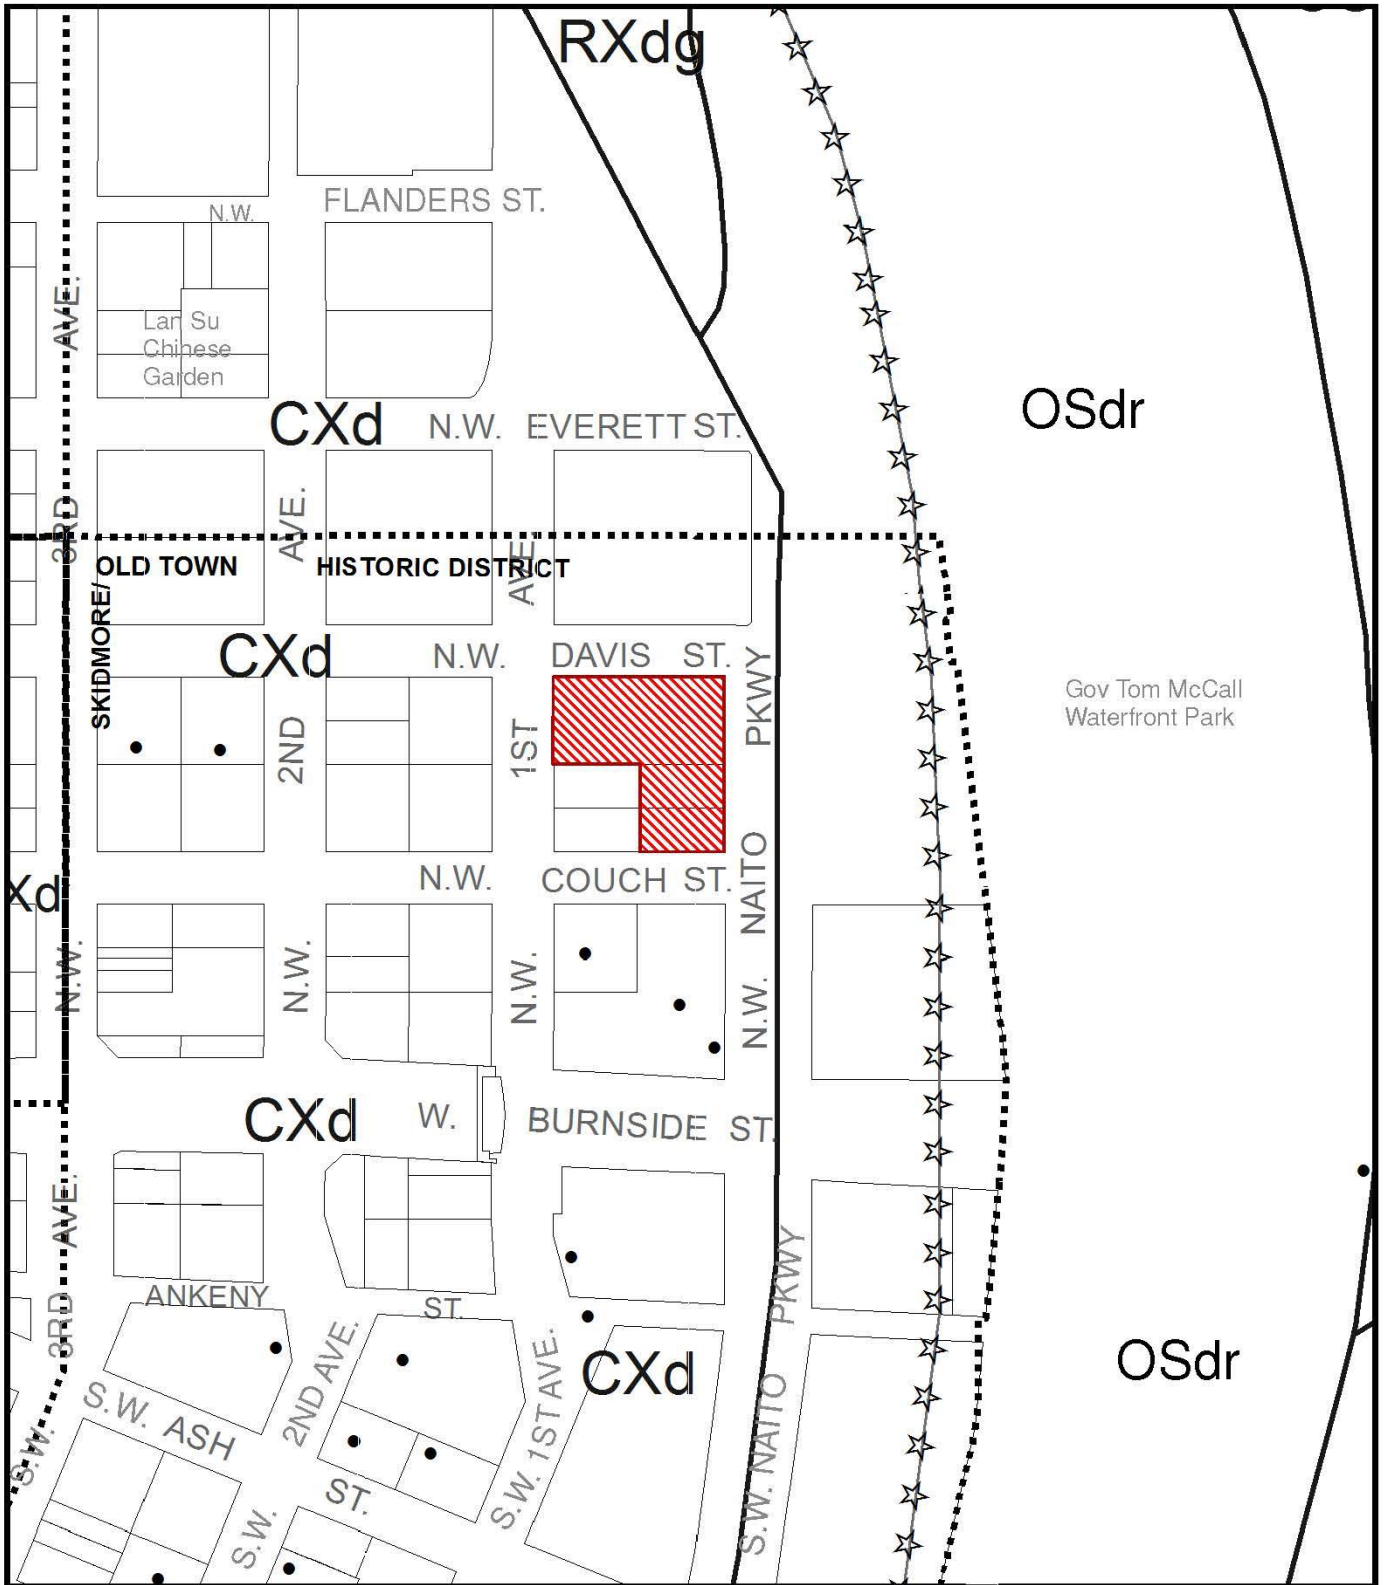 RXdg
N.W.
FLANDERS ST.
AVE.
Lan Su
Chinese
Garden
CXd
N.W. EVERETT ST.
OSdr
3RD
AVE.
AVE.
OLD TOWN HISTORIC DISTRICT
SKIDMORE/
CXd
N.W. DAVIS ST.
PKWY
Gov Tom McCall
Waterfront Park
2ND
1ST
N.W. COUCH ST.
NAITO
Xd
N.W.
N.W.
N.W.
N.W.
CXd
W. BURNSIDE ST.
AVE.
3RD
ANKENY ST.
PKWY
2ND AVE.
S.W. 1ST AVE.
CXd
OSdr
S.W. ASH
ST.
S.W.
S.W.
S.W. NAITO